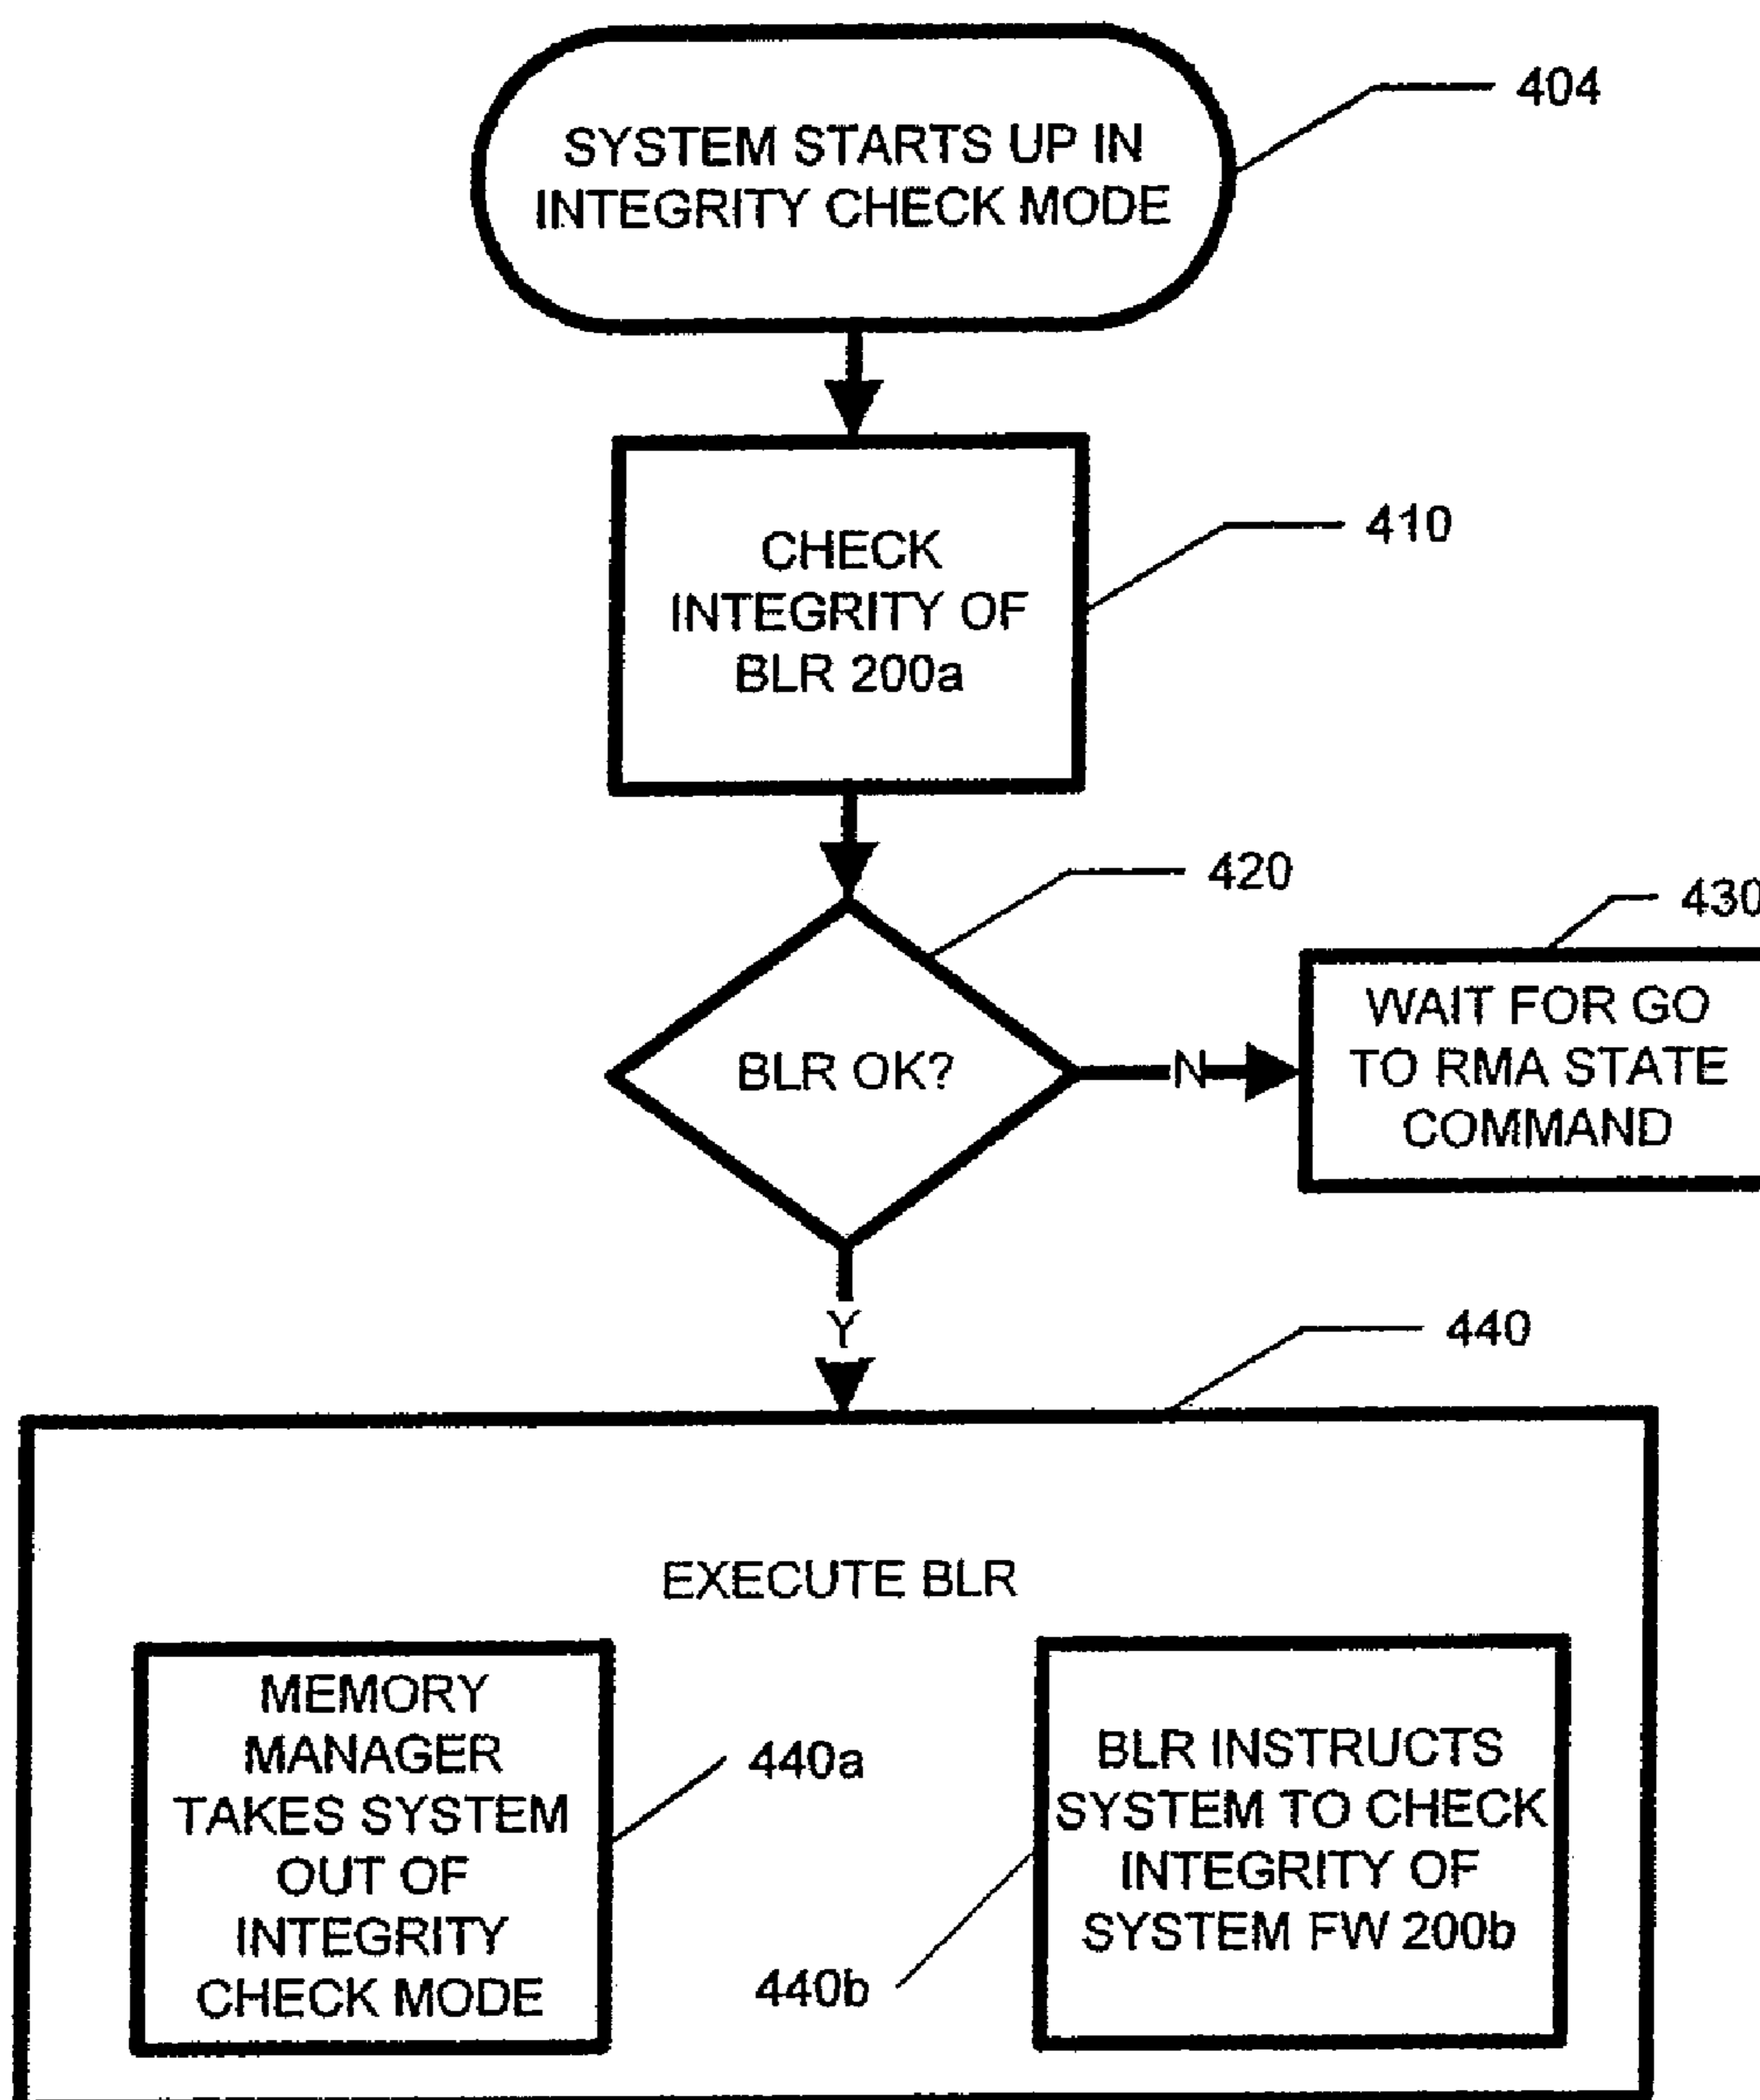 404
SYSTEM STARTS UP IN
INTEGRITY CHECK MODE
410
CHECK
INTEGRITY OF
BLR 200a
420
430
BLR OK?
N
WAIT FOR GO
TO RMA STATE
COMMAND
Y
440
EXECUTE BLR
MEMORY
MANAGER
TAKES SYSTEM
OUT OF
INTEGRITY
CHECK MODE
440a
BLR INSTRUCTS
SYSTEM TO CHECK
INTEGRITY OF
SYSTEM FW 200b
440b